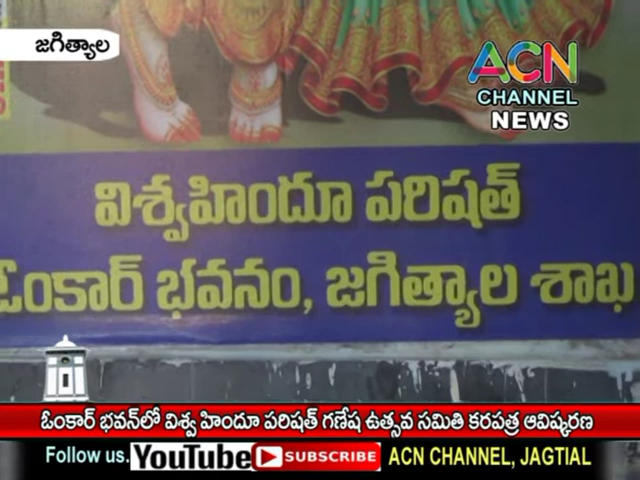 జగిత్యాల
ACN
CHANNEL
NEWS
విశ్వహిందూ పరిషత్
ఓంకార్ భవనం, జగిత్యాల శాఖ
ఓంకార్ భవన్‌లో విశ్వ హిందూ పరిషత్ గణేష ఉత్సవ సమితి కరపత్ర ఆవిష్కరణ
Follow us. YouTube SUBSCRIBE ACN CHANNEL, JAGTIAL